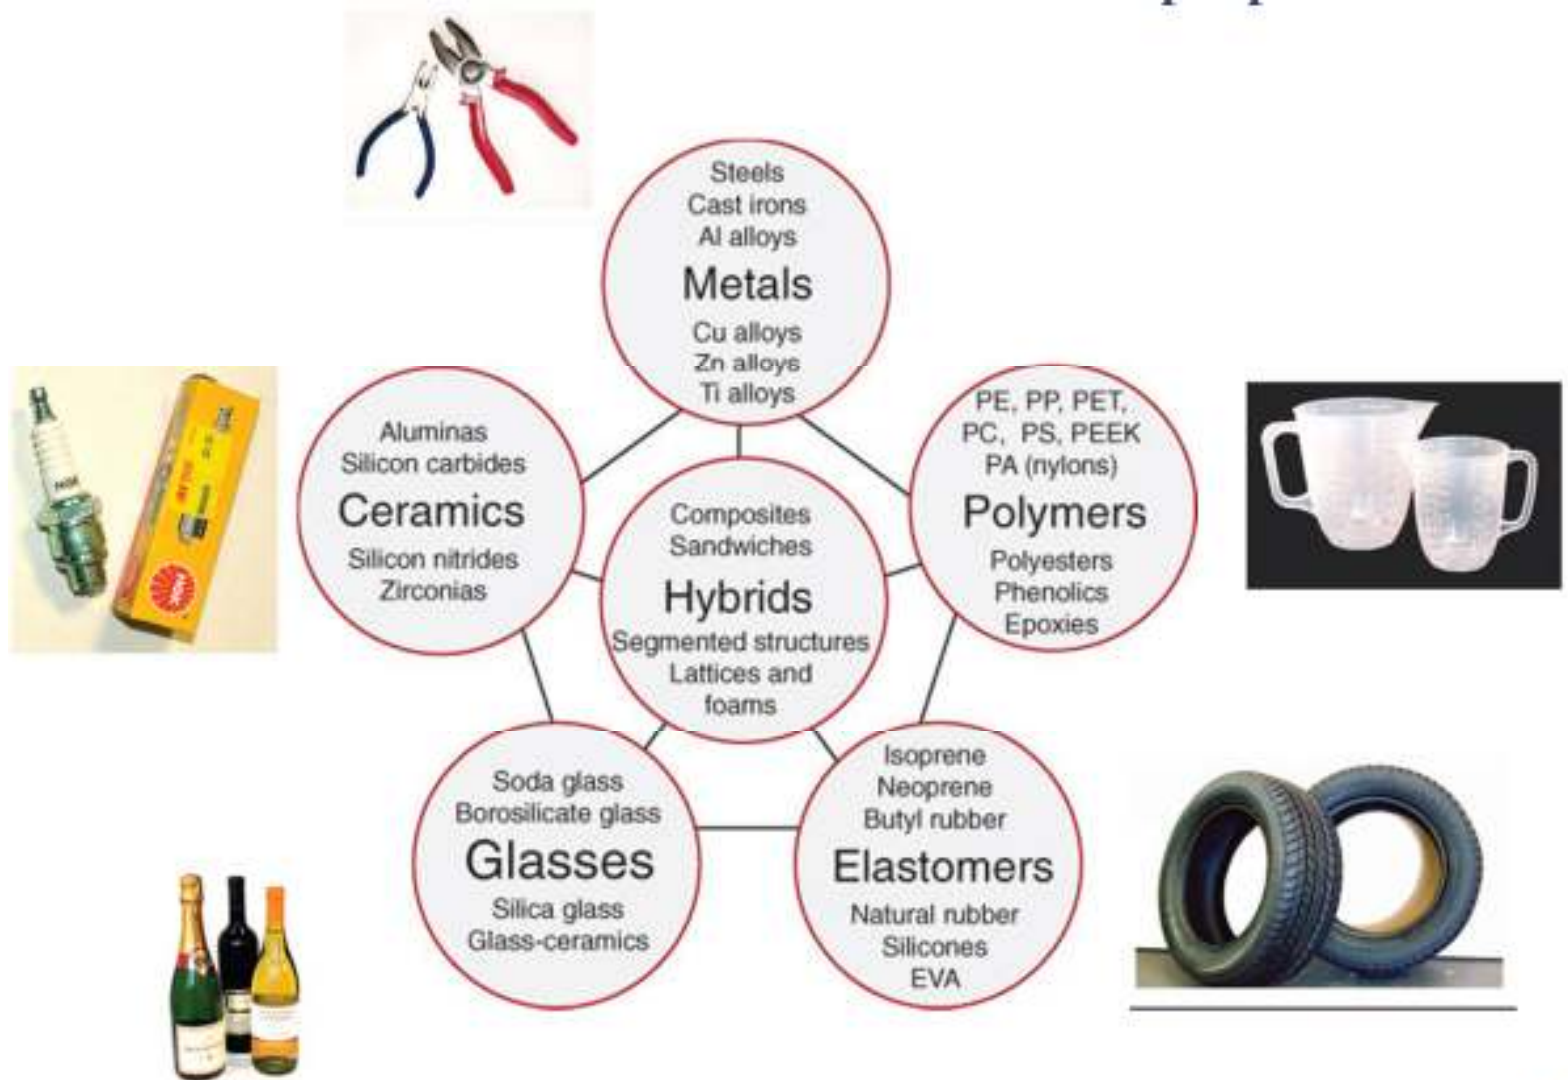 Steels
Cast irons
Al alloys
Metals
Cu alloys
Zn alloys
Ti alloys
Aluminas
Silicon carbides
Ceramics
Silicon nitrides
Zirconias
PE, PP, PET,
PC, PS, PEEK
PA (nylons)
Polymers
Polyesters
Phenolics
Epoxies
Composites
Sandwiches
Hybrids
Segmented structures
Lattices and
foams
Soda glass
Borosilicate glass
Glasses
Silica glass
Glass-ceramics
Isoprene
Neoprene
Butyl rubber
Elastomers
Natural rubber
Silicones
EVA
NGK